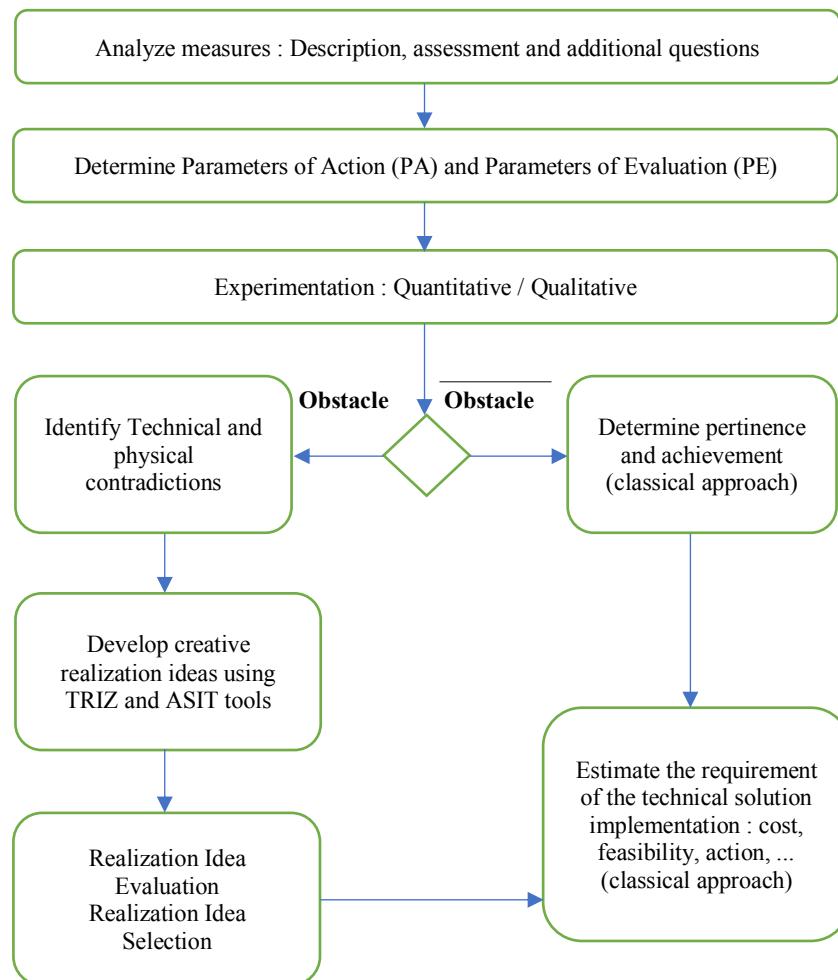 Analyze measures : Description, assessment and additional questions
Determine Parameters of Action (PA) and Parameters of Evaluation (PE)
Experimentation : Quantitative / Qualitative
Obstacle
Obstacle
Identify Technical and
physical
contradictions
Determine pertinence
and achievement
(classical approach)
Develop creative
realization ideas using
TRIZ and ASIT tools
Estimate the requirement
of the technical solution
implementation : cost,
feasibility, action, ...
(classical approach)
Realization Idea
Evaluation
Realization Idea
Selection